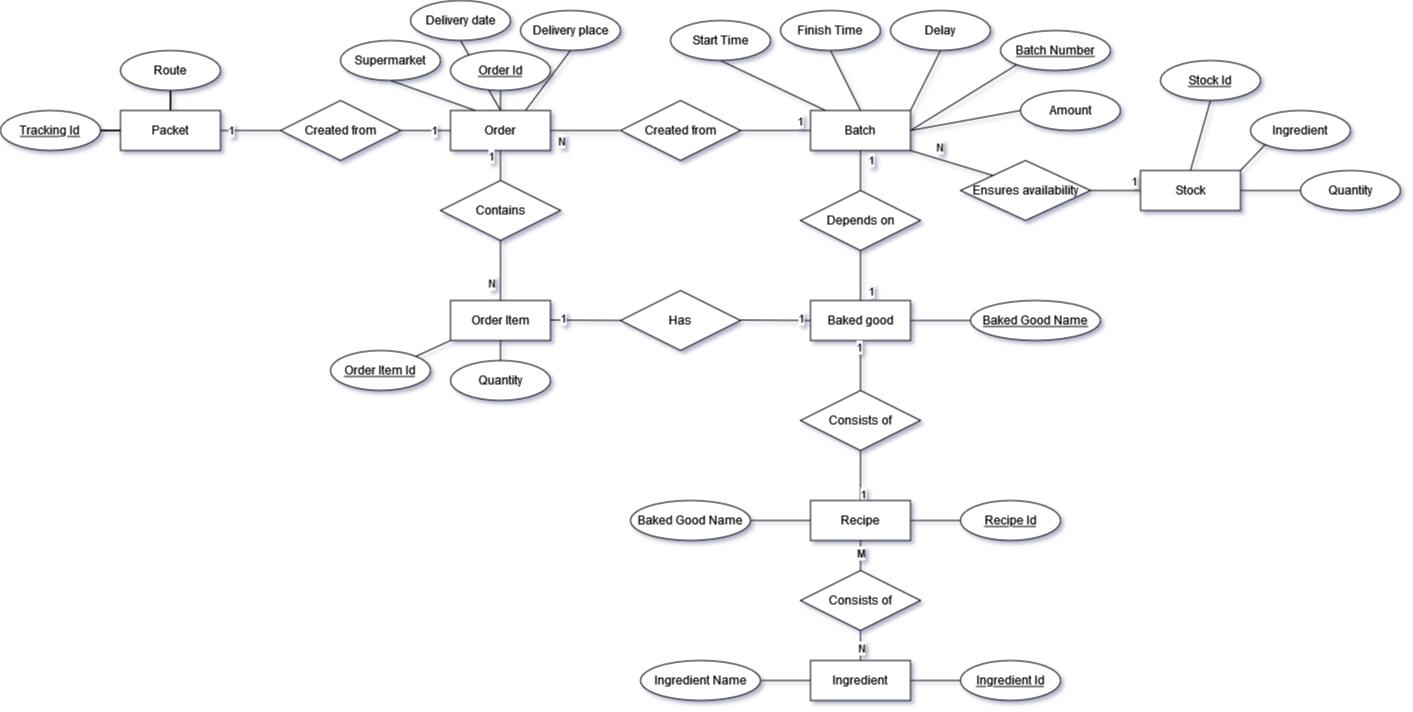 Delivery date
Delivery place
Start Time
Finish Time
Delay
Batch Number
Supermarket
Order Id
Route
Stock Id
Amount
Tracking Id
Packet
1
Created from
1
Order
N
Created from
1
Batch
Ingredient
1
1
N
Ensures availability
1
Stock
Quantity
Contains
Depends on
N
1
Order Item
1
Has
1
Baked good
Baked Good Name
1
Order Item Id
Quantity
Consists of
1
Baked Good Name
Recipe
Recipe Id
M
Consists of
N
Ingredient Name
Ingredient
Ingredient Id